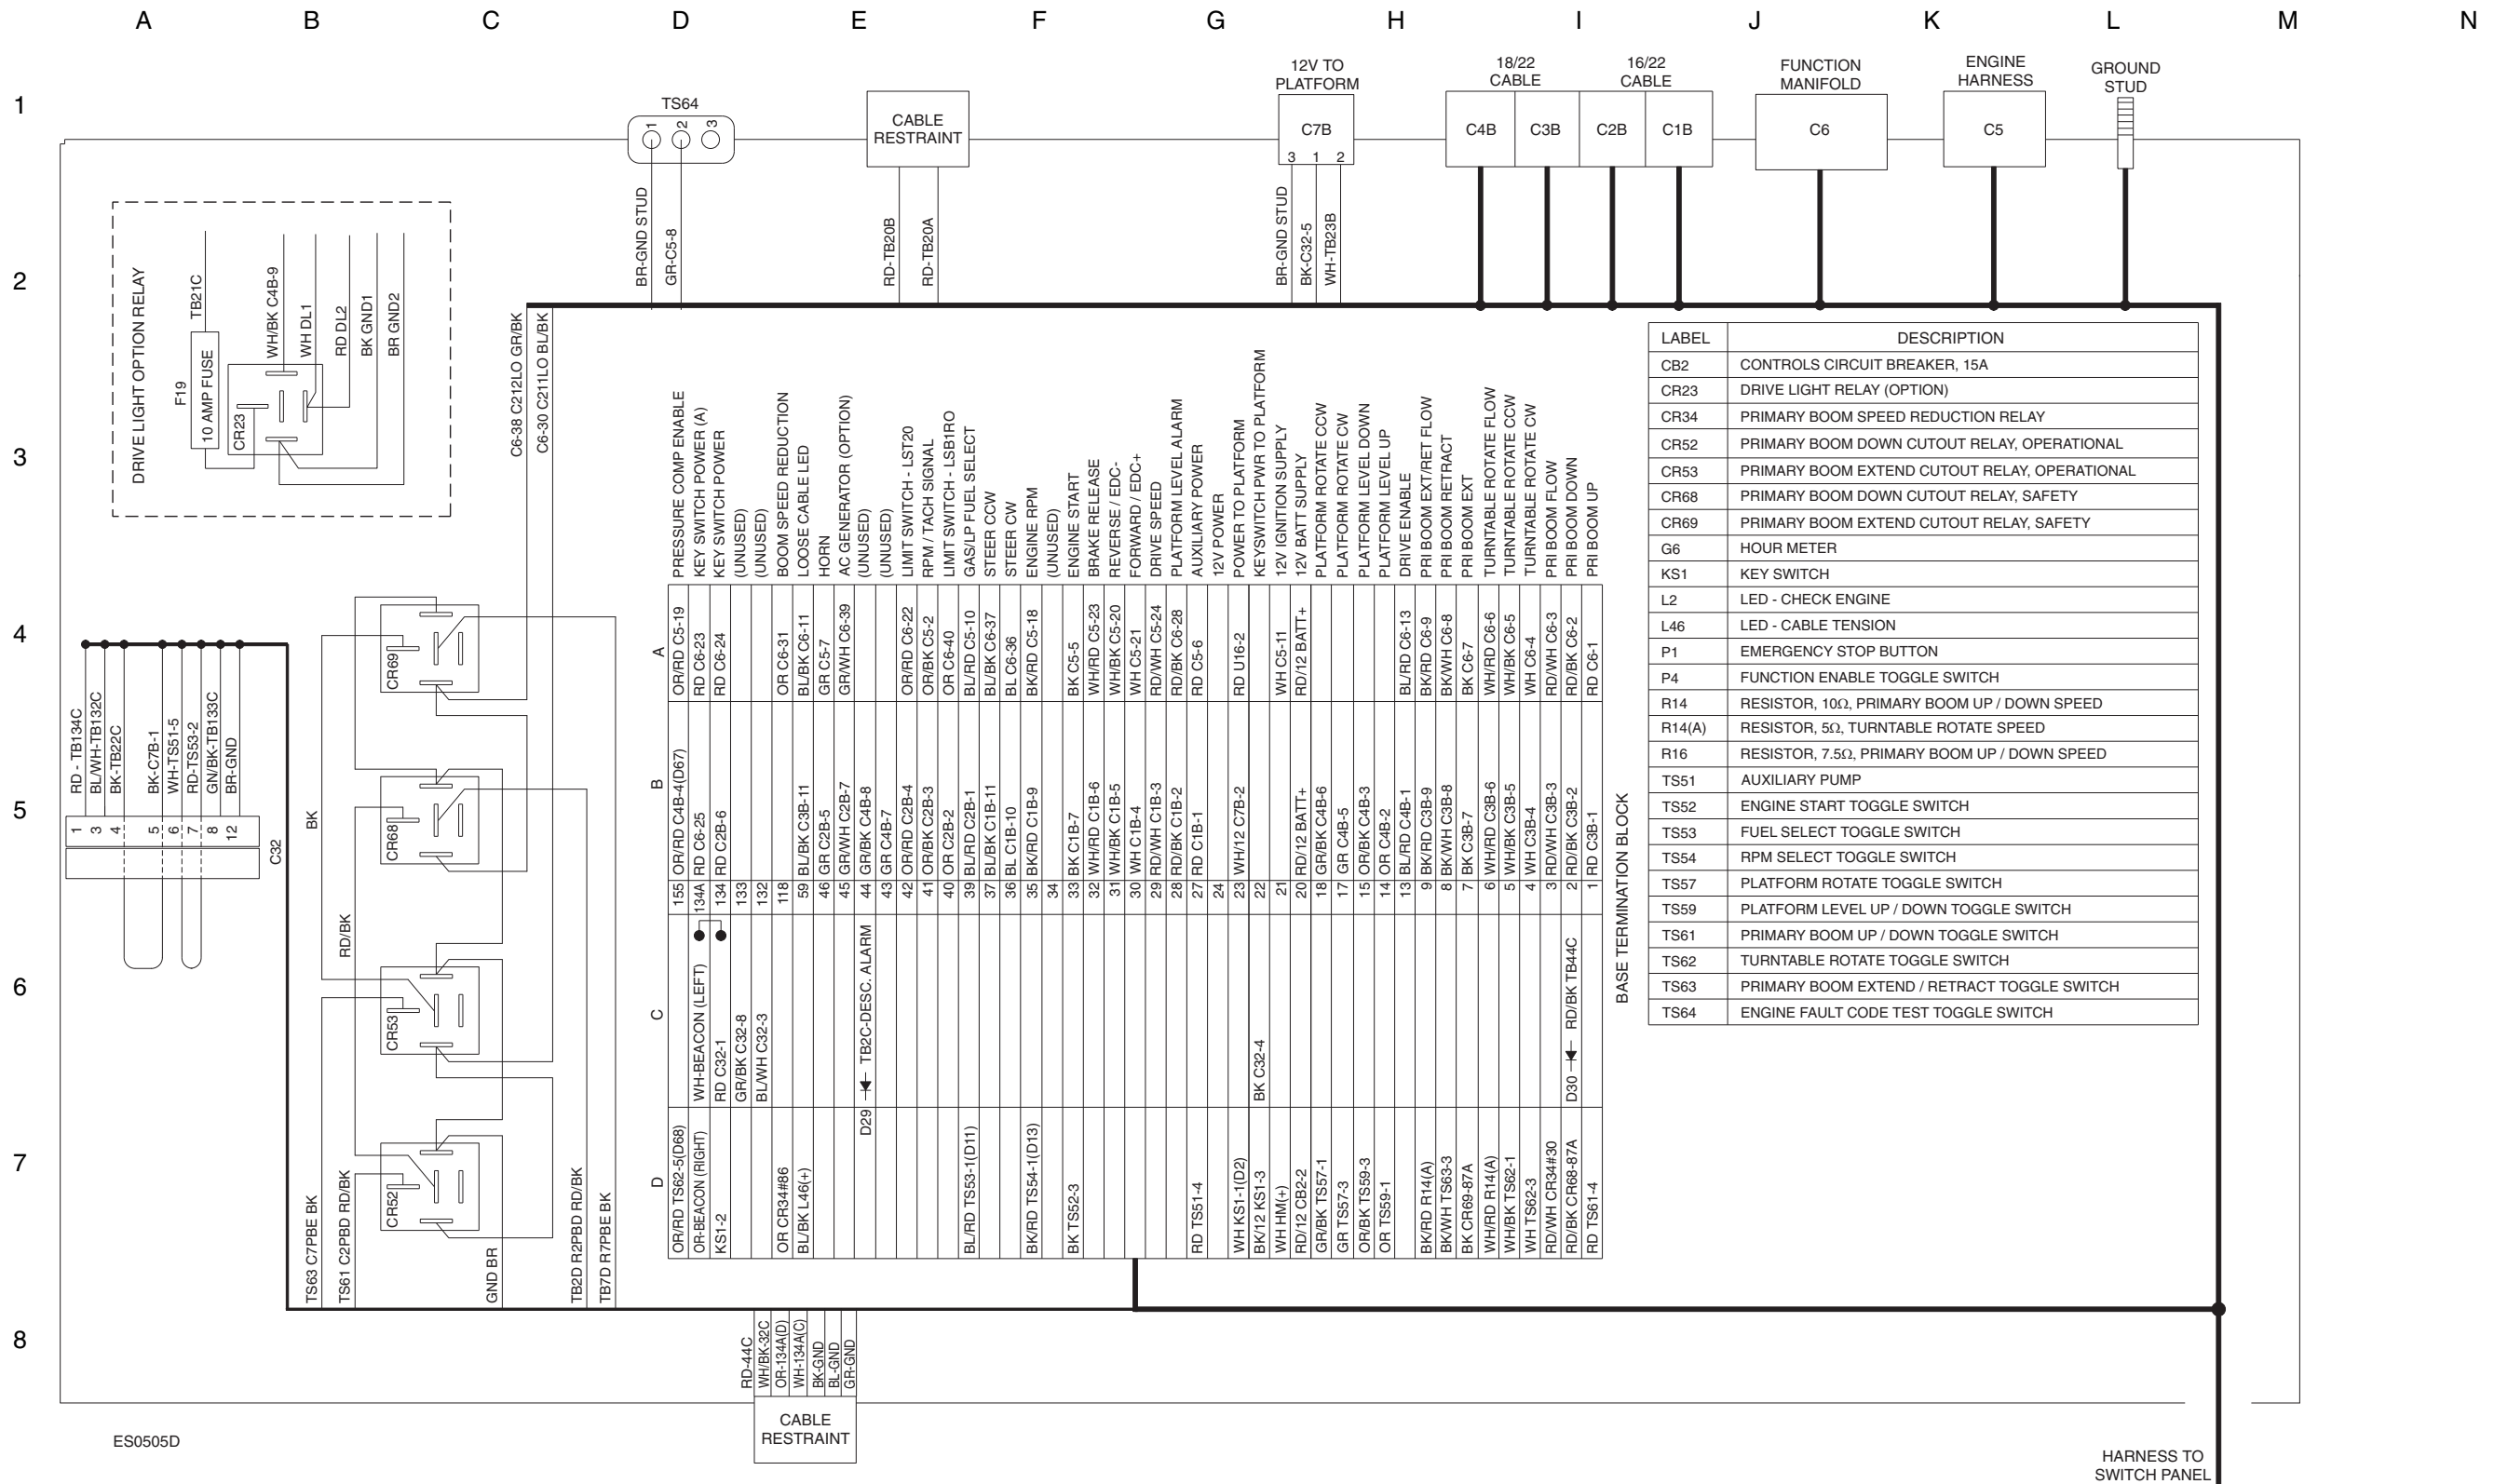 A B C D E F G H I J K L M N
1
2
3
4
5
6
7
8
TS64
1 2 3
CABLE
RESTRAINT
12V TO
PLATFORM
C7B
3 1 2
18/22
CABLE
C4B C3B
16/22
CABLE
C2B C1B
FUNCTION
MANIFOLD
C6
ENGINE
HARNESS
C5
GROUND
STUD
BR-GND STUD
GR-C5-8
RD-TB20B
RD-TB20A
BR-GND STUD
BK-C32-5
WH-TB23B
DRIVE LIGHT OPTION RELAY
F19
10 AMP FUSE
TB21C
CR23
WH/BK C4B-9
WH DL1
RD DL2
BK GND1
BR GND2
C6-38 C212LO GR/BK
C6-30 C211LO BL/BK
RD - TB134C
BL/WH-TB132C
BK-TB22C
BK-C7B-1
WH-TS51-5
RD-TS53-2
GN/BK-TB133C
BR-GND
1 3 4 5 6 7 8 12
C32
BK
RD/BK
CR69
CR68
CR53
CR52
TS63 C7PBE BK
TS61 C2PBD RD/BK
GND BR
TB2D R2PBD RD/BK
TB7D R7PBE BK
PRESSURE COMP ENABLE
KEY SWITCH POWER (A)
KEY SWITCH POWER
(UNUSED)
(UNUSED)
BOOM SPEED REDUCTION
LOOSE CABLE LED
HORN
AC GENERATOR (OPTION)
(UNUSED)
(UNUSED)
LIMIT SWITCH - LST20
RPM / TACH SIGNAL
LIMIT SWITCH - LSB1RO
GAS/LP FUEL SELECT
STEER CCW
STEER CW
ENGINE RPM
(UNUSED)
ENGINE START
BRAKE RELEASE
REVERSE / EDC-
FORWARD / EDC+
DRIVE SPEED
PLATFORM LEVEL ALARM
AUXILIARY POWER
12V POWER
POWER TO PLATFORM
KEYSWITCH PWR TO PLATFORM
12V IGNITION SUPPLY
12V BATT SUPPLY
PLATFORM ROTATE CCW
PLATFORM ROTATE CW
PLATFORM LEVEL DOWN
PLATFORM LEVEL UP
DRIVE ENABLE
PRI BOOM EXT/RET FLOW
PRI BOOM RETRACT
PRI BOOM EXT
TURNTABLE ROTATE FLOW
TURNTABLE ROTATE CCW
TURNTABLE ROTATE CW
PRI BOOM FLOW
PRI BOOM DOWN
PRI BOOM UP
A
OR/RD C5-19
RD C6-23
RD C6-24
OR C6-31
BL/BK C6-11
GR C5-7
GR/WH C6-39
OR/RD C6-22
OR/BK C5-2
OR C6-40
BL/RD C5-10
BL/BK C6-37
BL C6-36
BK/RD C5-18
BK C5-5
WH/RD C5-23
WH/BK C5-20
WH C5-21
RD/WH C5-24
RD/BK C6-28
RD C5-6
RD U16-2
WH C5-11
RD/12 BATT+
BL/RD C6-13
BK/RD C6-9
BK/WH C6-8
BK C6-7
WH/RD C6-6
WH/BK C6-5
WH C6-4
RD/WH C6-3
RD/BK C6-2
RD C6-1
B
OR/RD C4B-4(D67)
RD C6-25
RD C2B-6
BL/BK C3B-11
GR C2B-5
GR/WH C2B-7
GR/BK C4B-8
GR C4B-7
OR/RD C2B-4
OR/BK C2B-3
OR C2B-2
BL/RD C2B-1
BL/BK C1B-11
BL C1B-10
BK/RD C1B-9
BK C1B-7
WH/RD C1B-6
WH/BK C1B-5
WH C1B-4
RD/WH C1B-3
RD/BK C1B-2
RD C1B-1
WH/12 C7B-2
RD/12 BATT+
GR/BK C4B-6
GR C4B-5
OR/BK C4B-3
OR C4B-2
BL/RD C4B-1
BK/RD C3B-9
BK/WH C3B-8
BK C3B-7
WH/RD C3B-6
WH/BK C3B-5
WH C3B-4
RD/WH C3B-3
RD/BK C3B-2
RD C3B-1
155 134A 134 133 132 118 59 46 45 44 43 42 41 40 39 37 36 35 34 33 32 31 30 29 28 27 24 23 22 21 20 18 17 15 14 13 9 8 7 6 5 4 3 2 1
C
WH-BEACON (LEFT)
RD C32-1
GR/BK C32-8
BL/WH C32-3
D29 TB2C-DESC. ALARM
BK C32-4
D30 RD/BK TB44C
D
OR/RD TS62-5(D68)
OR-BEACON (RIGHT)
KS1-2
OR CR34#86
BL/BK L46(+)
BL/RD TS53-1(D11)
BK/RD TS54-1(D13)
BK TS52-3
RD TS51-4
WH KS1-1(D2)
BK/12 KS1-3
WH HM(+)
RD/12 CB2-2
GR/BK TS57-1
GR TS57-3
OR/BK TS59-3
OR TS59-1
BK/RD R14(A)
BK/WH TS63-3
BK CR69-87A
WH/RD R14(A)
WH/BK TS62-1
WH TS62-3
RD/WH CR34#30
RD/BK CR68-87A
RD TS61-4
BASE TERMINATION BLOCK
LABEL DESCRIPTION
CB2 CONTROLS CIRCUIT BREAKER, 15A
CR23 DRIVE LIGHT RELAY (OPTION)
CR34 PRIMARY BOOM SPEED REDUCTION RELAY
CR52 PRIMARY BOOM DOWN CUTOUT RELAY, OPERATIONAL
CR53 PRIMARY BOOM EXTEND CUTOUT RELAY, OPERATIONAL
CR68 PRIMARY BOOM DOWN CUTOUT RELAY, SAFETY
CR69 PRIMARY BOOM EXTEND CUTOUT RELAY, SAFETY
G6 HOUR METER
KS1 KEY SWITCH
L2 LED - CHECK ENGINE
L46 LED - CABLE TENSION
P1 EMERGENCY STOP BUTTON
P4 FUNCTION ENABLE TOGGLE SWITCH
R14 RESISTOR, 10Ω, PRIMARY BOOM UP / DOWN SPEED
R14(A) RESISTOR, 5Ω, TURNTABLE ROTATE SPEED
R16 RESISTOR, 7.5Ω, PRIMARY BOOM UP / DOWN SPEED
TS51 AUXILIARY PUMP
TS52 ENGINE START TOGGLE SWITCH
TS53 FUEL SELECT TOGGLE SWITCH
TS54 RPM SELECT TOGGLE SWITCH
TS57 PLATFORM ROTATE TOGGLE SWITCH
TS59 PLATFORM LEVEL UP / DOWN TOGGLE SWITCH
TS61 PRIMARY BOOM UP / DOWN TOGGLE SWITCH
TS62 TURNTABLE ROTATE TOGGLE SWITCH
TS63 PRIMARY BOOM EXTEND / RETRACT TOGGLE SWITCH
TS64 ENGINE FAULT CODE TEST TOGGLE SWITCH
RD-44C
WH/BK-32C
OR-134A(D)
WH-134A(C)
BK-GND
BL-GND
GR-GND
CABLE
RESTRAINT
ES0505D
HARNESS TO
SWITCH PANEL